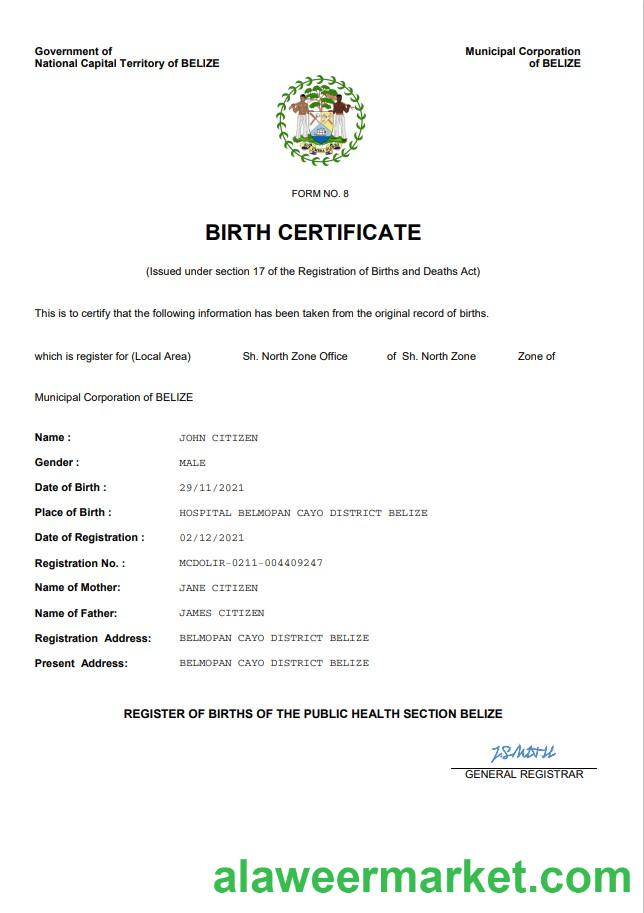 Government of
National Capital Territory of BELIZE
Municipal Corporation
of BELIZE
FORM NO. 8
BIRTH CERTIFICATE
(Issued under section 17 of the Registration of Births and Deaths Act)
This is to certify that the following information has been taken from the original record of births.
which is register for (Local Area) Sh. North Zone Office of Sh. North Zone Zone of
Municipal Corporation of BELIZE
Name : JOHN CITIZEN
Gender : MALE
Date of Birth : 29/11/2021
Place of Birth : HOSPITAL BELMOPAN CAYO DISTRICT BELIZE
Date of Registration : 02/12/2021
Registration No. : MCDOLIR-0211-004409247
Name of Mother: JANE CITIZEN
Name of Father: JAMES CITIZEN
Registration Address: BELMOPAN CAYO DISTRICT BELIZE
Present Address: BELMOPAN CAYO DISTRICT BELIZE
REGISTER OF BIRTHS OF THE PUBLIC HEALTH SECTION BELIZE
GENERAL REGISTRAR
alaweermarket.com